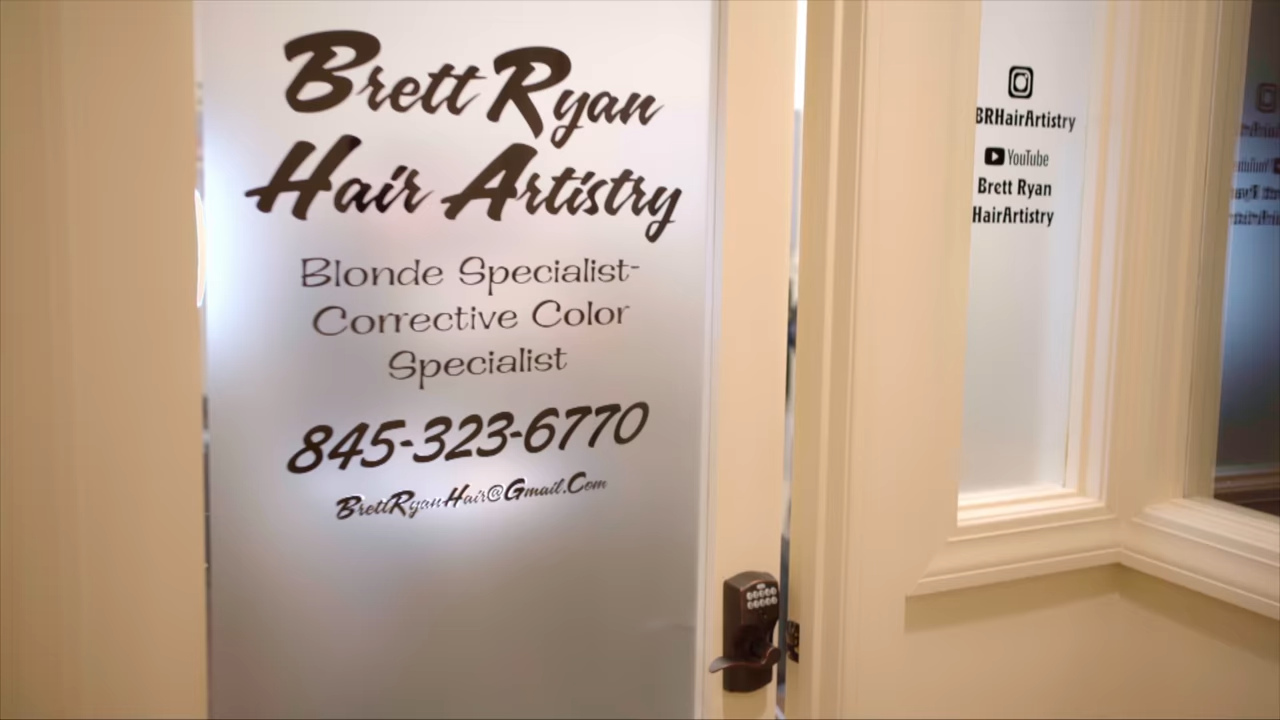 Brett Ryan
Hair Artistry
Blonde Specialist-
Corrective Color
Specialist
845-323-6770
BrettRyanHair@Gmail.Com
BRHairArtistry
YouTube
Brett Ryan
HairArtistry